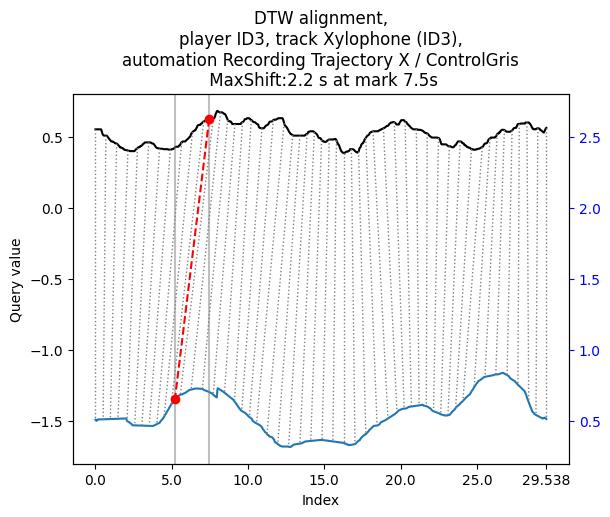 DTW alignment,
player ID3, track Xylophone (ID3),
automation Recording Trajectory X / ControlGris
MaxShift:2.2 s at mark 7.5s
Query value
0.5
0.0
−0.5
−1.0
−1.5
2.5
2.0
1.5
1.0
0.5
0.0 5.0 10.0 15.0 20.0 25.0 29.538
Index